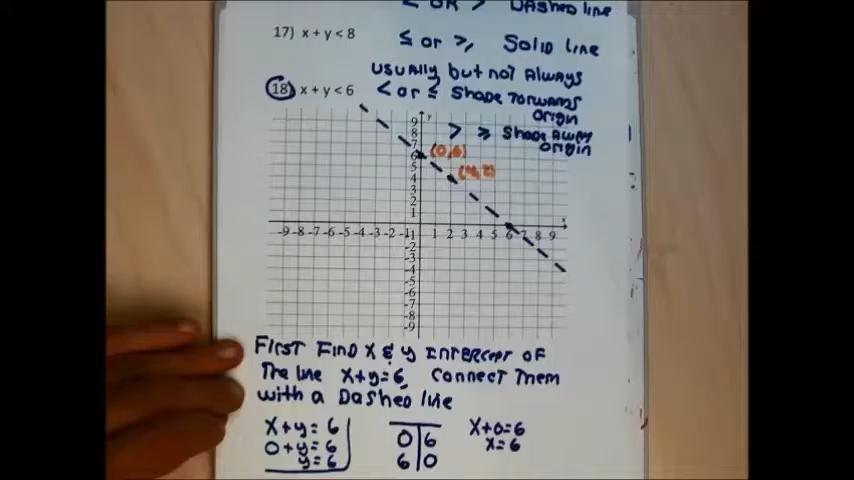 < OR > DASHED line
17) x + y < 8
≤ or ≥, Solid Line
usually but not Always
18) x + y < 6
< or ≤ Shade Towards
origin
> ≥ Shade Away
origin
y
9
8
7
6
5
4
3
2
1
(0,6)
x
-9 -8 -7 -6 -5 -4 -3 -2 -1 1 2 3 4 5 6 7 8 9
-1
-2
-3
-4
-5
-6
-7
-8
-9
First Find x & y Intercept of
The line x+y=6, Connect Them
with a Dashed line
x+y=6
0+y=6
y=6
0 6
6 0
x+0=6
x=6